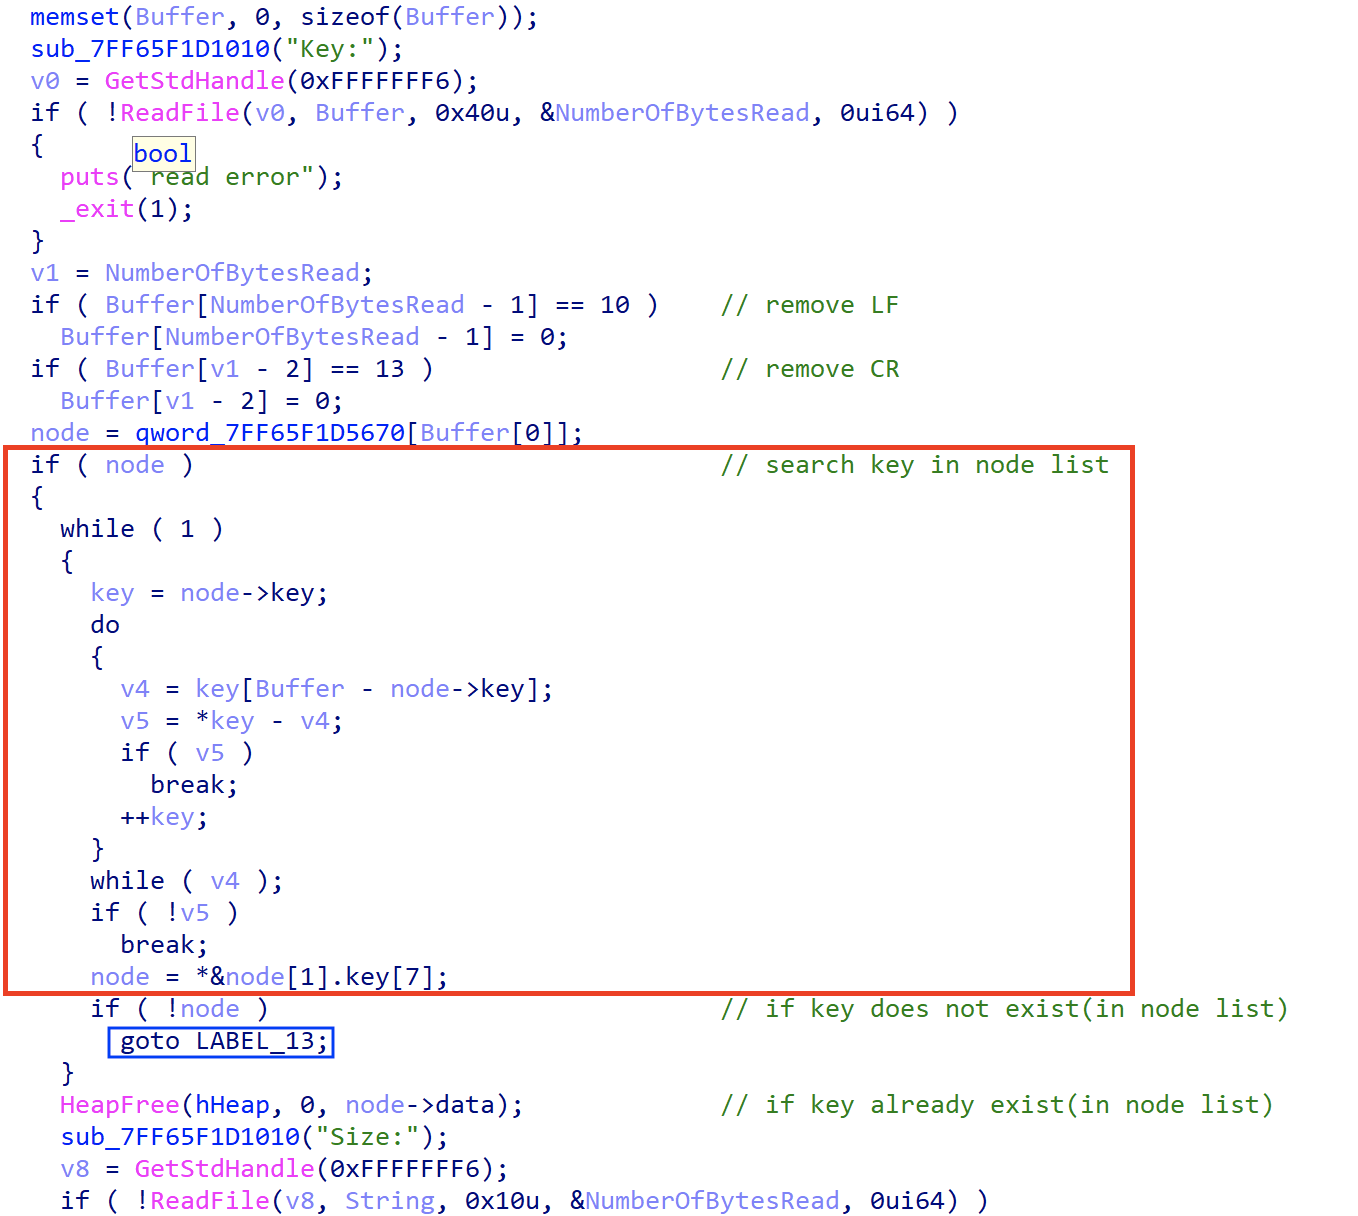 memset(Buffer, 0, sizeof(Buffer));
sub_7FF65F1D1010("Key:");
v0 = GetStdHandle(0xFFFFFFF6);
if ( !ReadFile(v0, Buffer, 0x40u, &NumberOfBytesRead, 0ui64) )
{
bool
puts("read error");
_exit(1);
}
v1 = NumberOfBytesRead;
if ( Buffer[NumberOfBytesRead - 1] == 10 )    // remove LF
Buffer[NumberOfBytesRead - 1] = 0;
if ( Buffer[v1 - 2] == 13 )    // remove CR
Buffer[v1 - 2] = 0;
node = qword_7FF65F1D5670[Buffer[0]];
if ( node )    // search key in node list
{
while ( 1 )
{
key = node->key;
do
{
v4 = key[Buffer - node->key];
v5 = *key - v4;
if ( v5 )
break;
++key;
}
while ( v4 );
if ( !v5 )
break;
node = *&node[1].key[7];
if ( !node )    // if key does not exist(in node list)
goto LABEL_13;
}
HeapFree(hHeap, 0, node->data);    // if key already exist(in node list)
sub_7FF65F1D1010("Size:");
v8 = GetStdHandle(0xFFFFFFF6);
if ( !ReadFile(v8, String, 0x10u, &NumberOfBytesRead, 0ui64) )